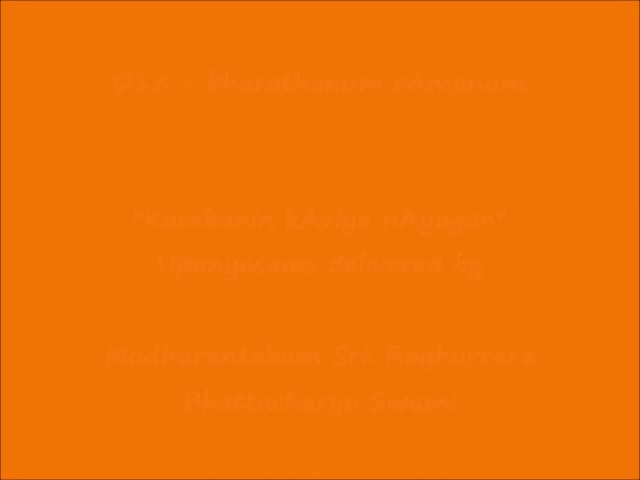 018 - bharathanum rAmanum
"Kambanin kAviya nAyagan"
Upanyasam delivered by
Madhurantakam Sri Raghuveera
Bhattacharya Swami